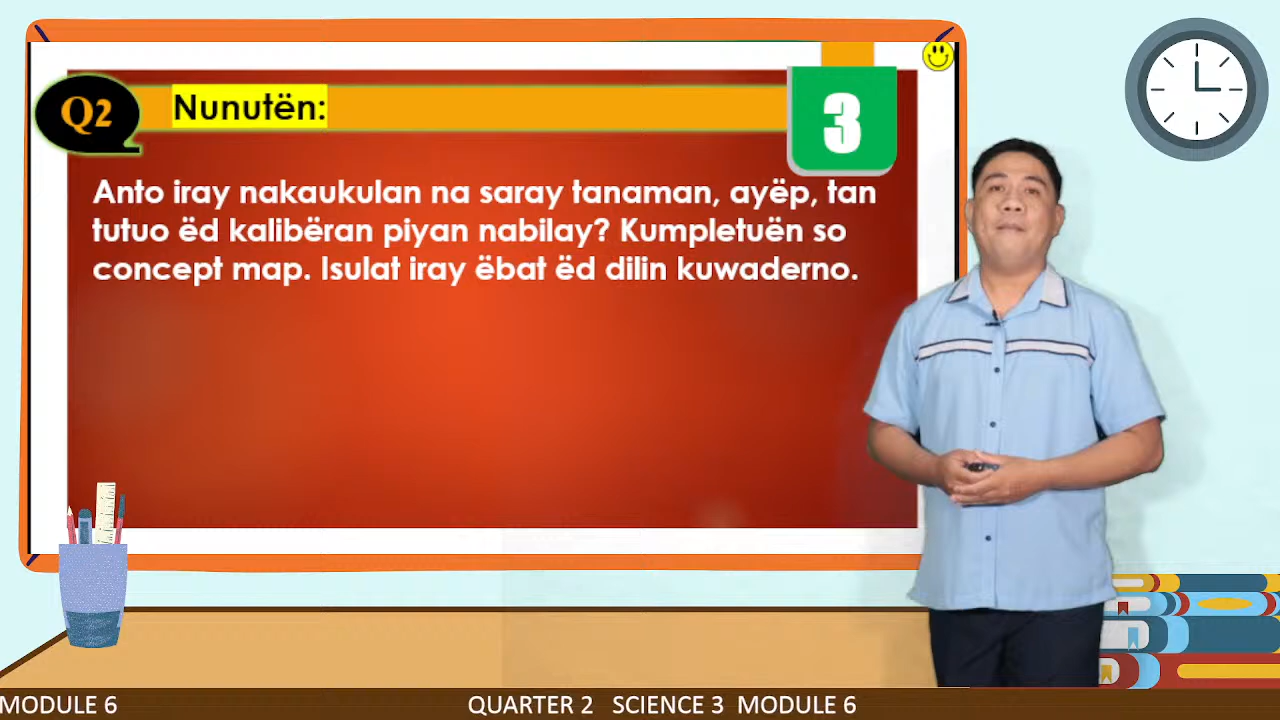 Q2
Nunutën:
3
Anto iray nakaukulan na saray tanaman, ayëp, tan
tutuo ëd kalibëran piyan nabilay? Kumpletuën so
concept map. Isulat iray ëbat ëd dilin kuwaderno.
MODULE 6
QUARTER 2 SCIENCE 3 MODULE 6